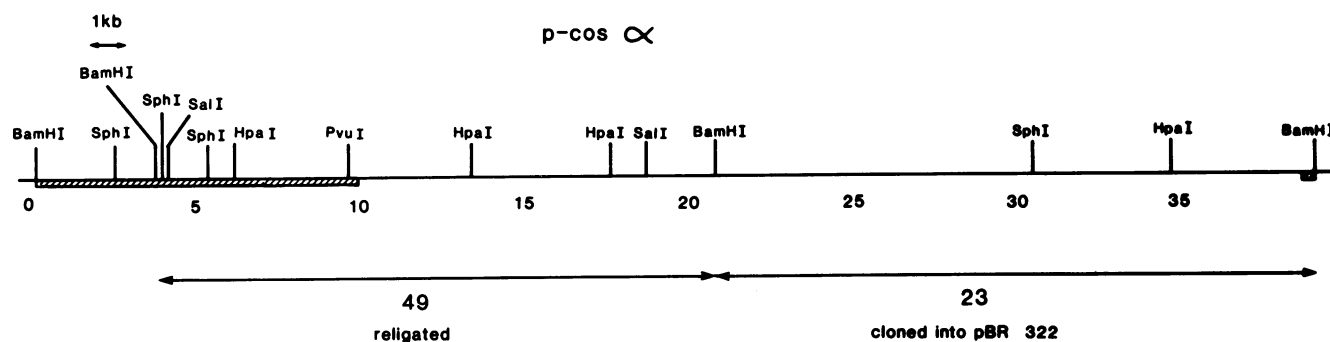 1kb
p-cos α
BamHI
SphI
SalI
BamHI SphI SphI HpaI PvuI HpaI HpaI SalI BamHI SphI HpaI BamHI
0 5 10 15 20 25 30 35
49 23
religated cloned into pBR 322